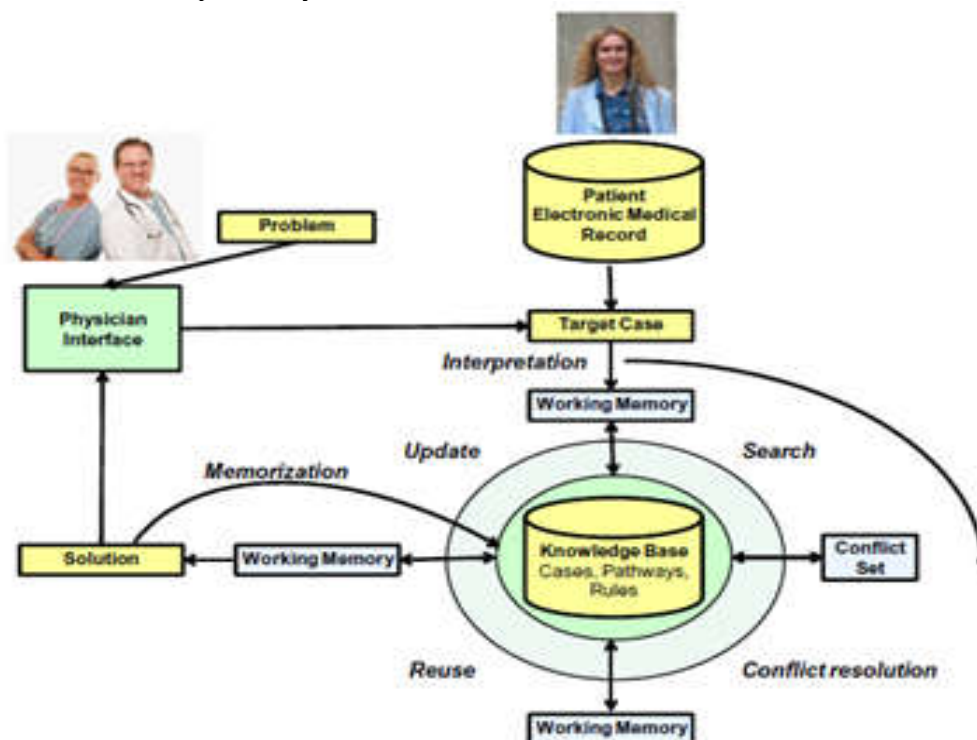 Patient
Electronic Medical
Record
Problem
Physician
Interface
Target Case
Interpretation
Working Memory
Update
Search
Memorization
Solution
Working Memory
Knowledge Base
Cases, Pathways,
Rules
Conflict
Set
Reuse
Conflict resolution
Working Memory